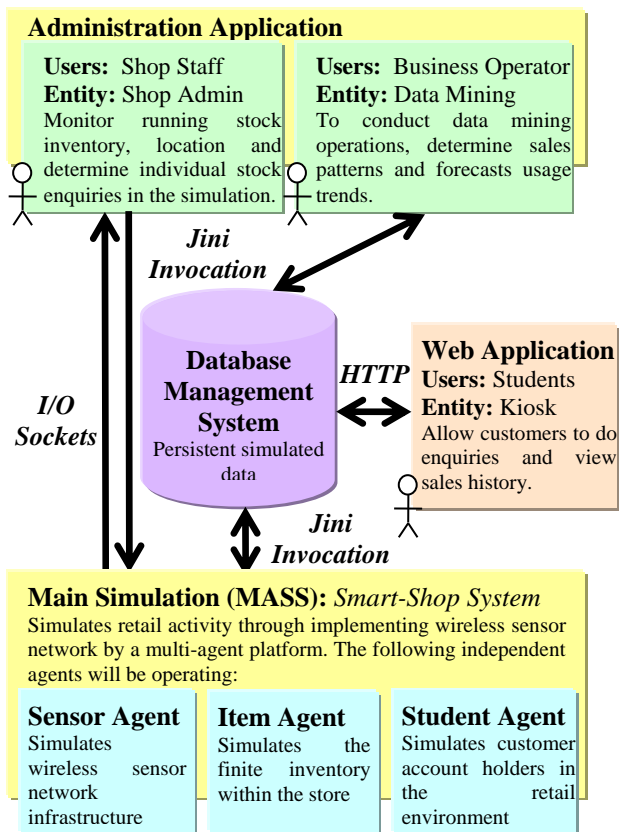 Administration Application
Users: Shop Staff
Entity: Shop Admin
Monitor running stock
inventory, location and
determine individual stock
enquiries in the simulation.
Users: Business Operator
Entity: Data Mining
To conduct data mining
operations, determine sales
patterns and forecasts usage
trends.
Jini
Invocation
I/O
Sockets
Database
Management
System
Persistent simulated
data
HTTP
Web Application
Users: Students
Entity: Kiosk
Allow customers to do
enquiries and view
sales history.
Jini
Invocation
Main Simulation (MASS): Smart-Shop System
Simulates retail activity through implementing wireless sensor
network by a multi-agent platform. The following independent
agents will be operating:
Sensor Agent
Simulates
wireless sensor
network
infrastructure
Item Agent
Simulates the
finite inventory
within the store
Student Agent
Simulates customer
account holders in
the retail
environment